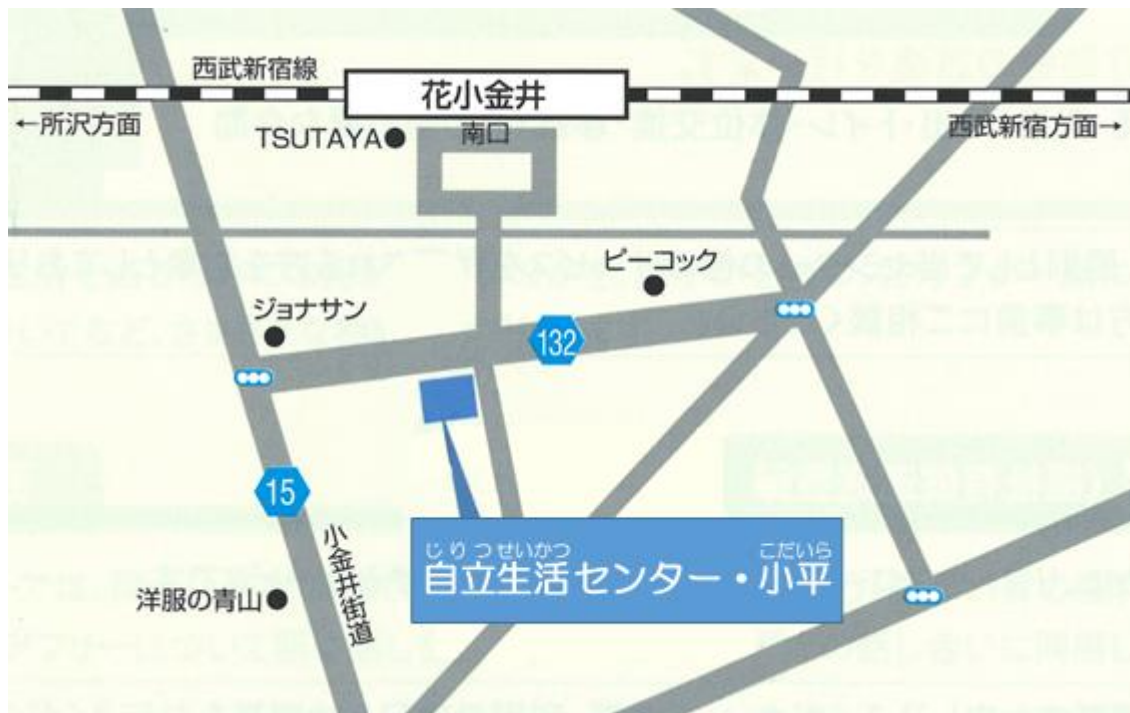 西武新宿線
花小金井
←所沢方面
TSUTAYA
南口
西武新宿方面→
ピーコック
ジョナサン
132
15
じりつせいかつ こだいら
自立生活センター・小平
小金井街道
洋服の青山